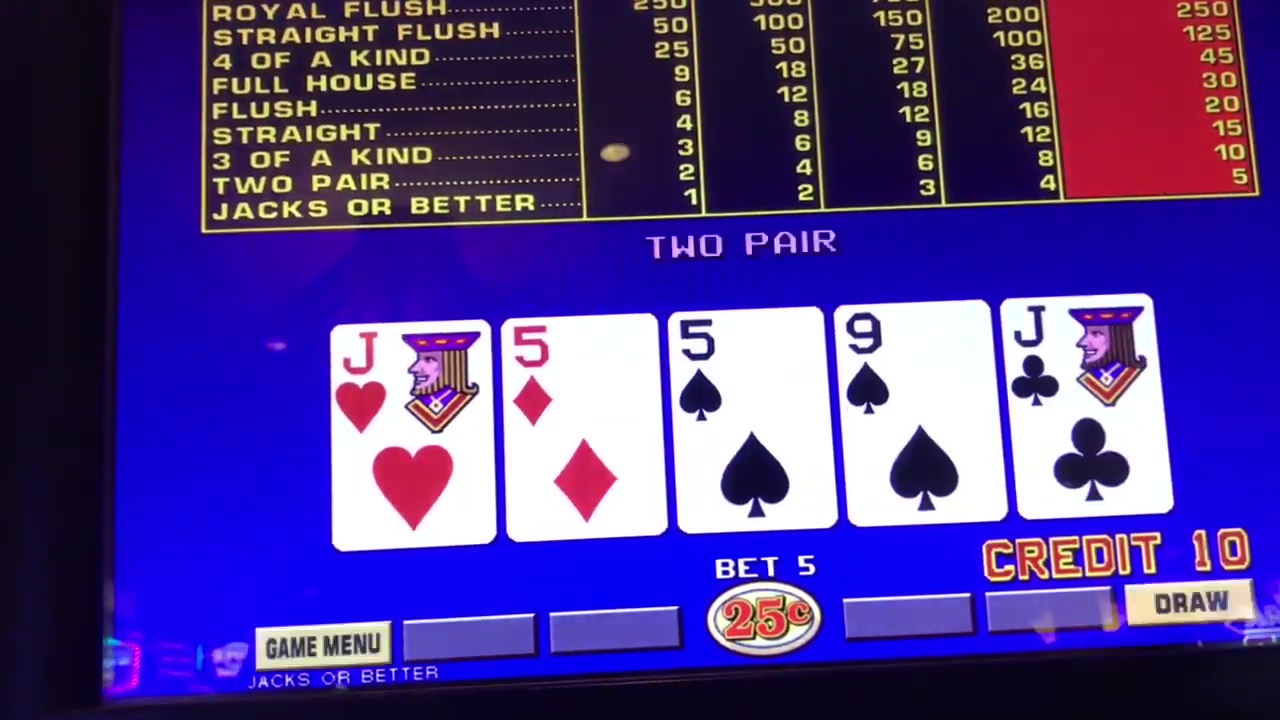 ROYAL FLUSH 250
STRAIGHT FLUSH 50 100 150 200 250
4 OF A KIND 25 50 75 100 125
FULL HOUSE 9 18 27 36 45
FLUSH 6 12 18 24 30
STRAIGHT 4 8 12 16 20
3 OF A KIND 3 6 9 12 15
TWO PAIR 2 4 6 8 10
JACKS OR BETTER 1 2 3 4 5
TWO PAIR
J 5 5 9 J
BET 5
CREDIT 10
GAME MENU 25¢ DRAW
JACKS OR BETTER